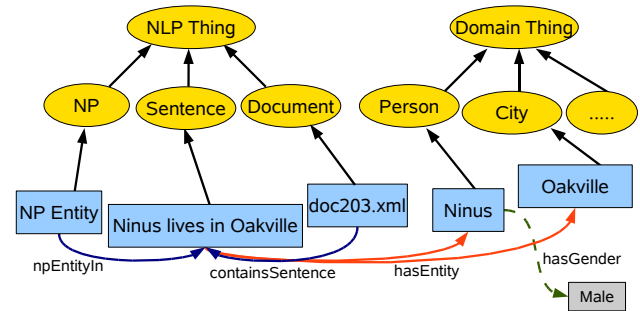 NLP Thing
Domain Thing
NP
Sentence
Document
Person
City
.....
NP Entity
Ninus lives in Oakville
doc203.xml
Ninus
Oakville
npEntityIn
containsSentence
hasEntity
hasGender
Male